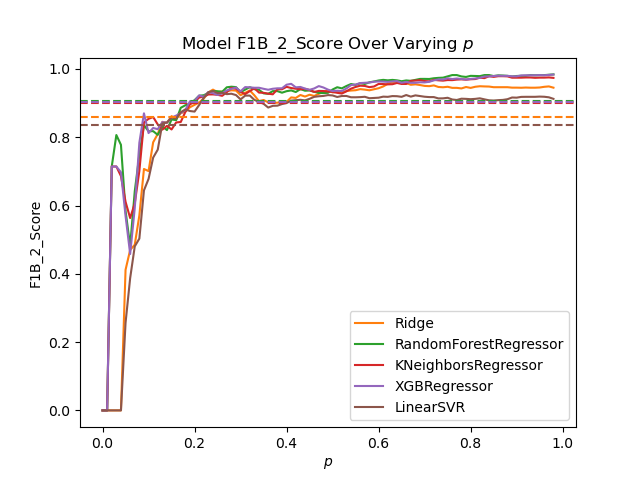 Model F1B_2_Score Over Varying p
F1B_2_Score
1.0
0.8
0.6
0.4
0.2
0.0
0.0 0.2 0.4 0.6 0.8 1.0
p
Ridge
RandomForestRegressor
KNeighborsRegressor
XGBRegressor
LinearSVR